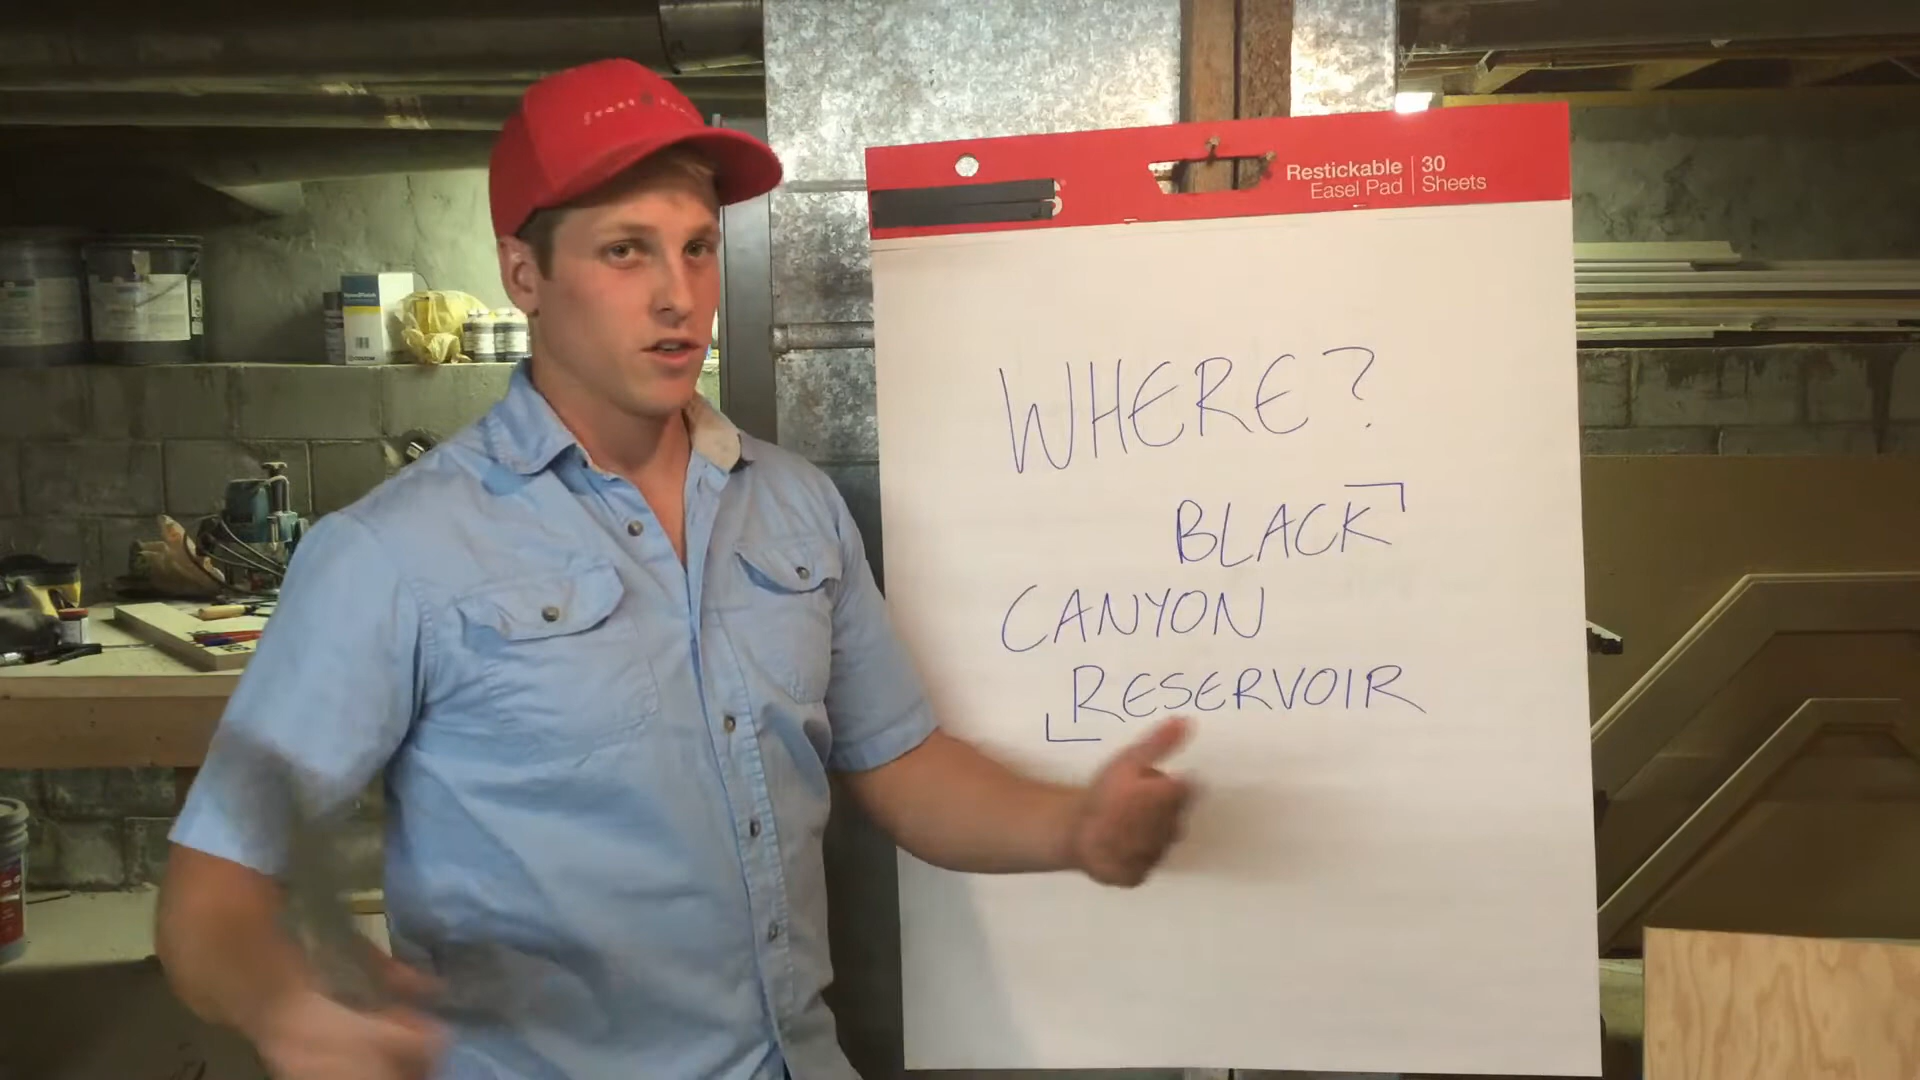 Restickable | 30
Easel Pad | Sheets
WHERE?
BLACK
CANYON
RESERVOIR